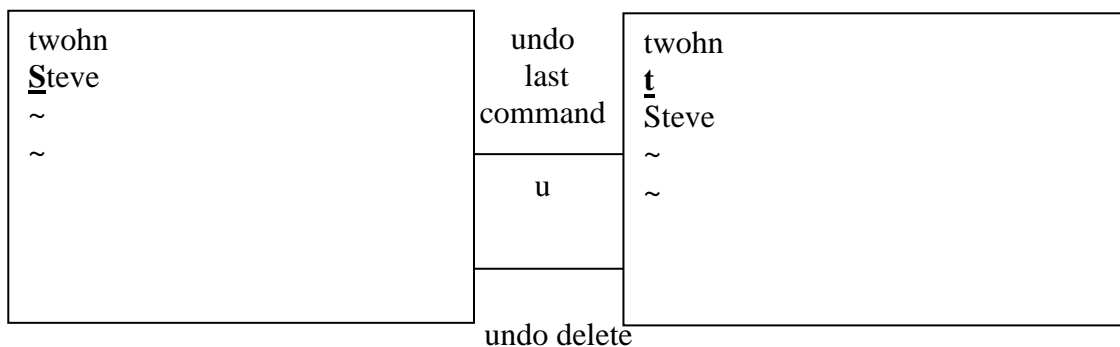 twohn
Steve
~
~
undo
last
command
u
undo delete
twohn
t
Steve
~
~